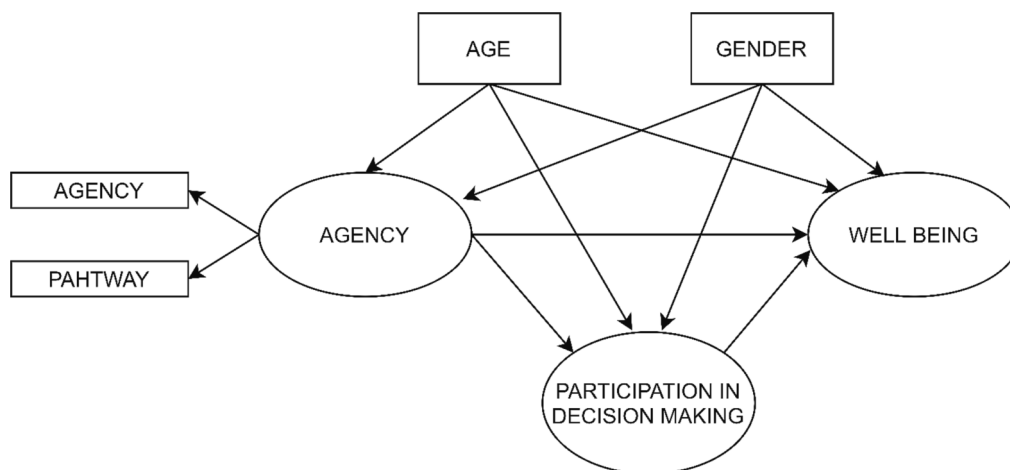 AGE
GENDER
AGENCY
PAHTWAY
AGENCY
WELL BEING
PARTICIPATION IN
DECISION MAKING